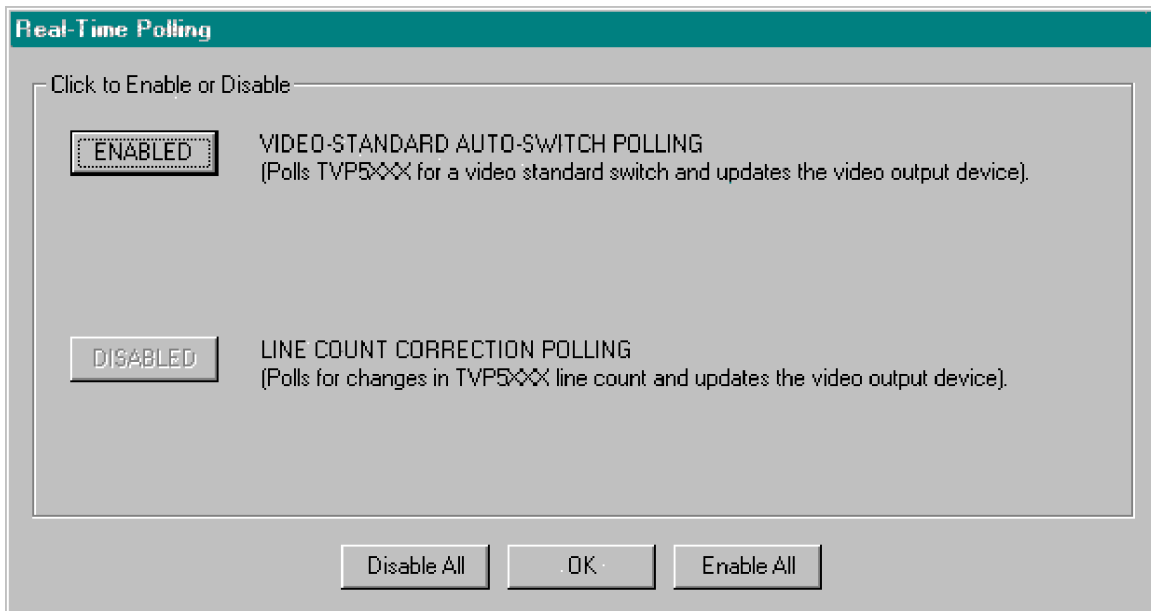 Real-Time Polling
Click to Enable or Disable
ENABLED
VIDEO-STANDARD AUTO-SWITCH POLLING
(Polls TVP5XXX for a video standard switch and updates the video output device).
DISABLED
LINE COUNT CORRECTION POLLING
(Polls for changes in TVP5XXX line count and updates the video output device).
Disable All
OK
Enable All